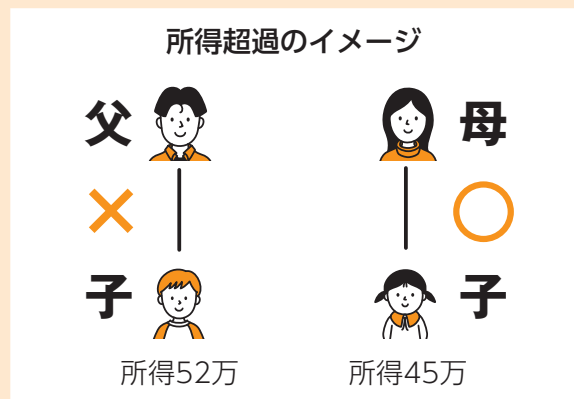 所得超過のイメージ
父 母
× ○
子 子
所得52万 所得45万